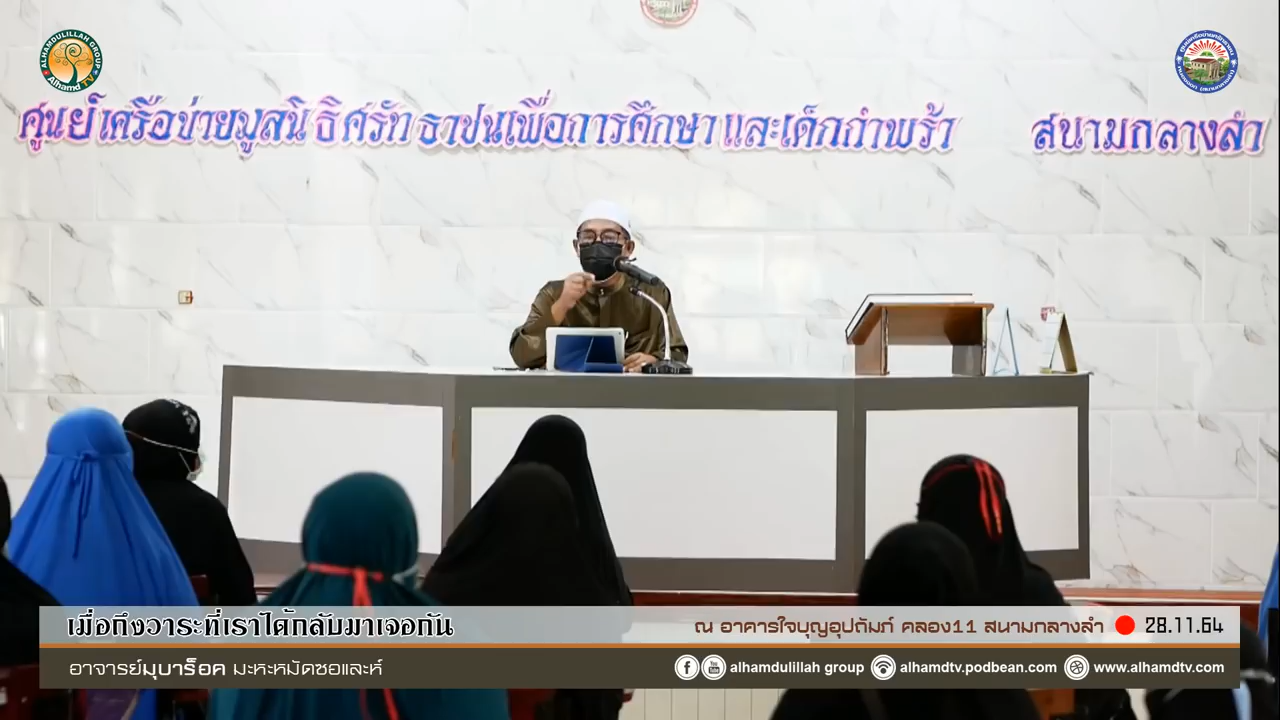 ALHAMDULILLAH GROUP
Alhamd TV
ศูนย์เครือข่ายมูลนิธิศรัทธาชนเพื่อการศึกษาและเด็กกำพร้า สนามกลางลำ
เมื่อถึงวาระที่เราได้กลับมาเจอกัน
ณ อาคารใจบุญอุปถัมภ์ คลอง11 สนามกลางลำ 28.11.64
อาจารย์มุบาร็อค มะหะหมัดซอและห์
alhamdulillah group alhamdtv.podbean.com www.alhamdtv.com